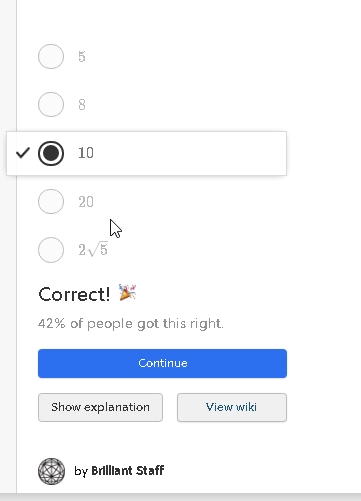 5
8
10
20
2√5
Correct! 🎉
42% of people got this right.
Continue
Show explanation
View wiki
by Brilliant Staff